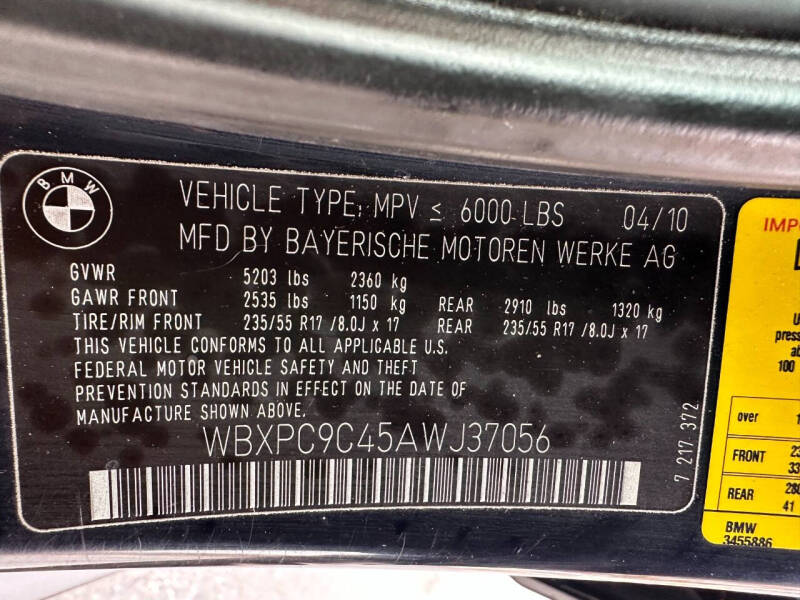 BMW
VEHICLE TYPE: MPV ≤ 6000 LBS 04/10
MFD BY BAYERISCHE MOTOREN WERKE AG
GVWR 5203 lbs 2360 kg
GAWR FRONT 2535 lbs 1150 kg REAR 2910 lbs 1320 kg
TIRE/RIM FRONT 235/55 R17 /8.0J x 17 REAR 235/55 R17 /8.0J x 17
THIS VEHICLE CONFORMS TO ALL APPLICABLE U.S.
FEDERAL MOTOR VEHICLE SAFETY AND THEFT
PREVENTION STANDARDS IN EFFECT ON THE DATE OF
MANUFACTURE SHOWN ABOVE.
WBXPC9C45AWJ37056
7 217 372
over
FRONT
33
REAR
41
BMW
3455886
100